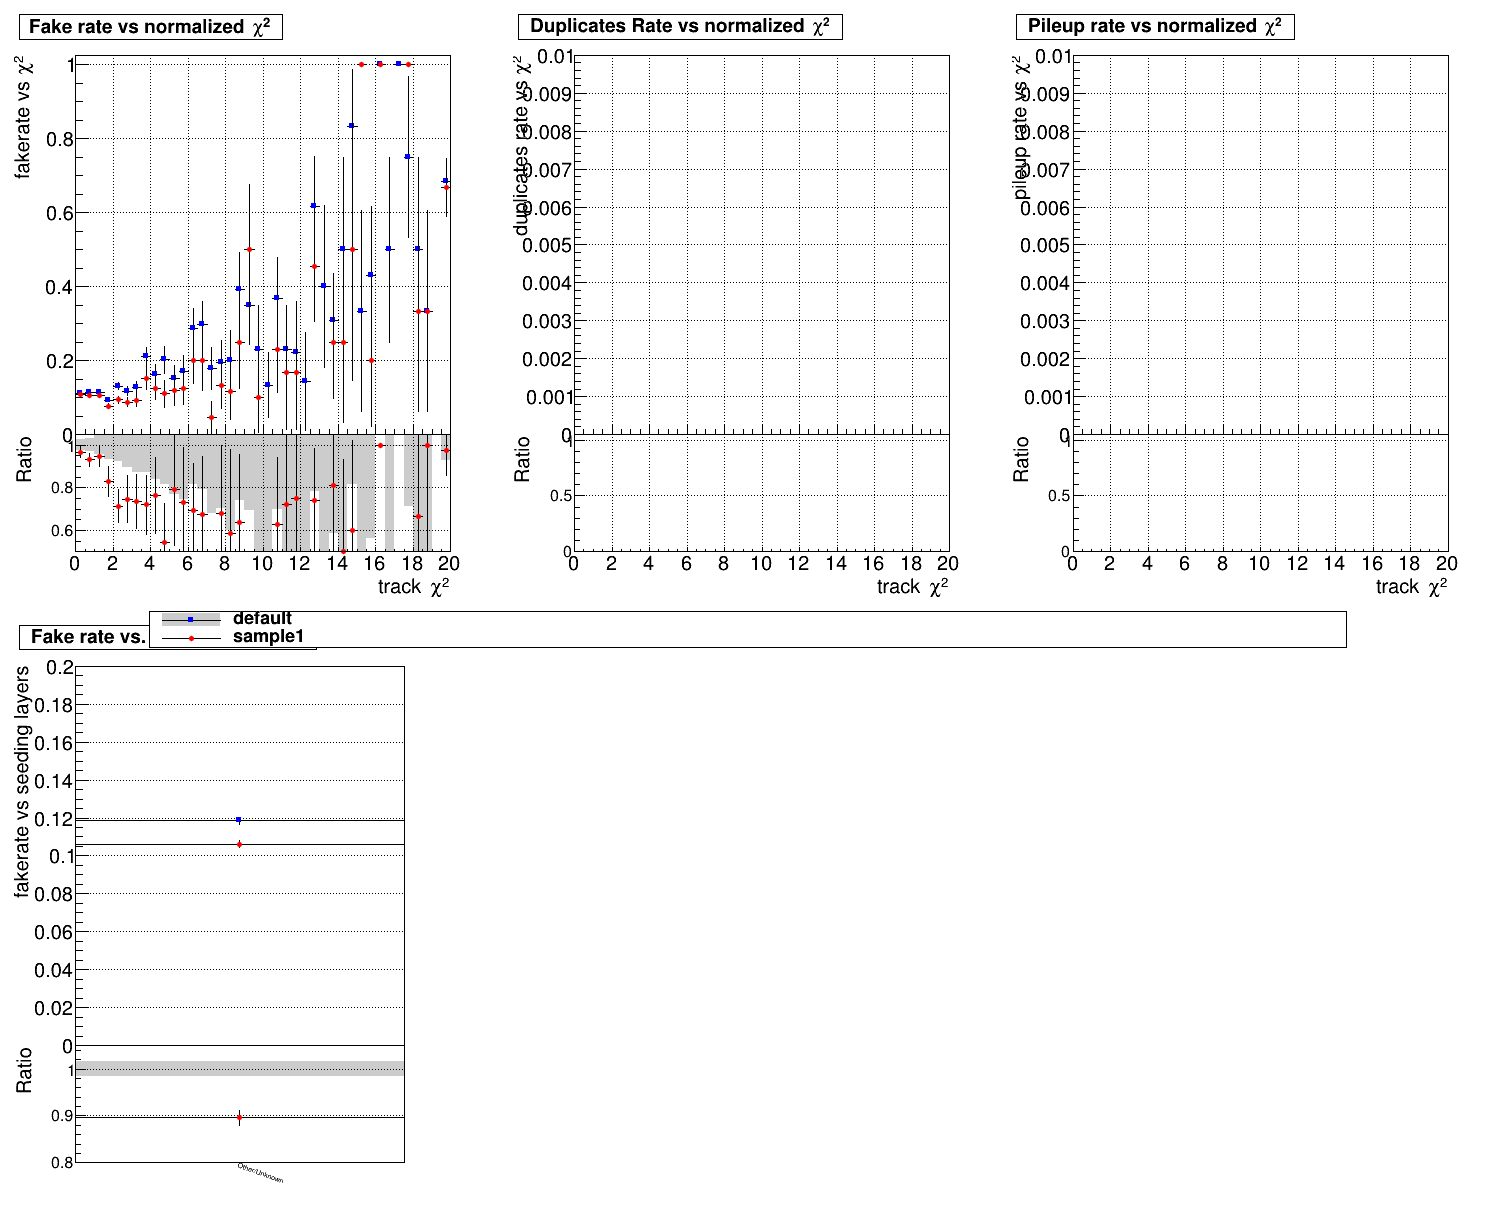 Fake rate vs normalized χ²
Duplicates Rate vs normalized χ²
Pileup rate vs normalized χ²
fakerate vs χ²
1
0.8
0.6
0.4
0.2
0
Ratio
1
0.8
0.6
0 2 4 6 8 10 12 14 16 18 20
track χ²
duplicates rate vs χ²
0.01
0.009
0.008
0.007
0.006
0.005
0.004
0.003
0.002
0.001
0
Ratio
1
0.5
0
0 2 4 6 8 10 12 14 16 18 20
track χ²
pileup rate vs χ²
0.01
0.009
0.008
0.007
0.006
0.005
0.004
0.003
0.002
0.001
0
Ratio
1
0.5
0
0 2 4 6 8 10 12 14 16 18 20
track χ²
Fake rate vs.
default
sample1
fakerate vs seeding layers
0.2
0.18
0.16
0.14
0.12
0.1
0.08
0.06
0.04
0.02
0
Ratio
1
0.9
0.8
Other/Unknown